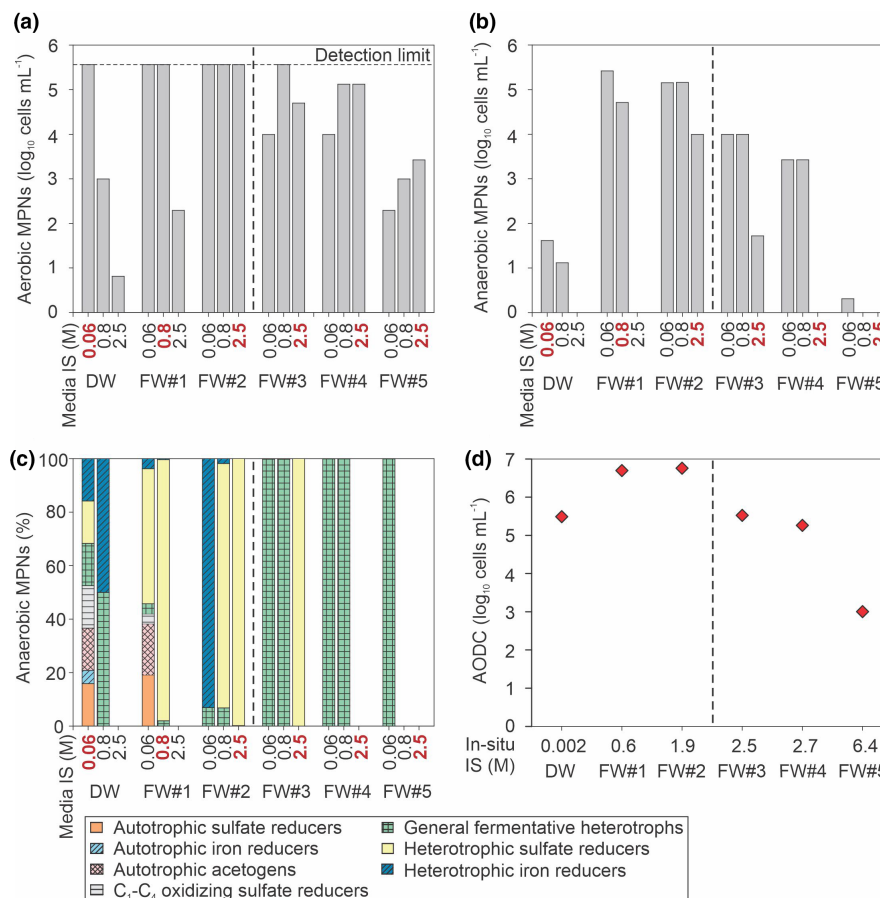 (a)
Aerobic MPNs (log₁₀ cells mL⁻¹)
6
5
4
3
2
1
0
Detection limit
Media IS (M)
0.06 0.8 2.5 0.06 0.8 2.5 0.06 0.8 2.5 0.06 0.8 2.5 0.06 0.8 2.5 0.06 0.8 2.5
DW FW#1 FW#2 FW#3 FW#4 FW#5
(b)
Anaerobic MPNs (log₁₀ cells mL⁻¹)
6
5
4
3
2
1
0
Media IS (M)
0.06 0.8 2.5 0.06 0.8 2.5 0.06 0.8 2.5 0.06 0.8 2.5 0.06 0.8 2.5 0.06 0.8 2.5
DW FW#1 FW#2 FW#3 FW#4 FW#5
(c)
Anaerobic MPNs (%)
100
80
60
40
20
0
Media IS (M)
0.06 0.8 2.5 0.06 0.8 2.5 0.06 0.8 2.5 0.06 0.8 2.5 0.06 0.8 2.5 0.06 0.8 2.5
DW FW#1 FW#2 FW#3 FW#4 FW#5
(d)
AODC (log₁₀ cells mL⁻¹)
7
6
5
4
3
2
1
0
In-situ
IS (M)
0.002 0.6 1.9 2.5 2.7 6.4
DW FW#1 FW#2 FW#3 FW#4 FW#5
Autotrophic sulfate reducers
Autotrophic iron reducers
Autotrophic acetogens
C₁-C₄ oxidizing sulfate reducers
General fermentative heterotrophs
Heterotrophic sulfate reducers
Heterotrophic iron reducers